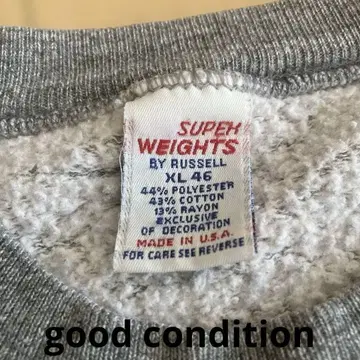 SUPER
WEIGHTS
BY RUSSELL
XL 46
44% POLYESTER
43% COTTON
13% RAYON
EXCLUSIVE
OF DECORATION
MADE IN U.S.A.
FOR CARE SEE REVERSE
good condition